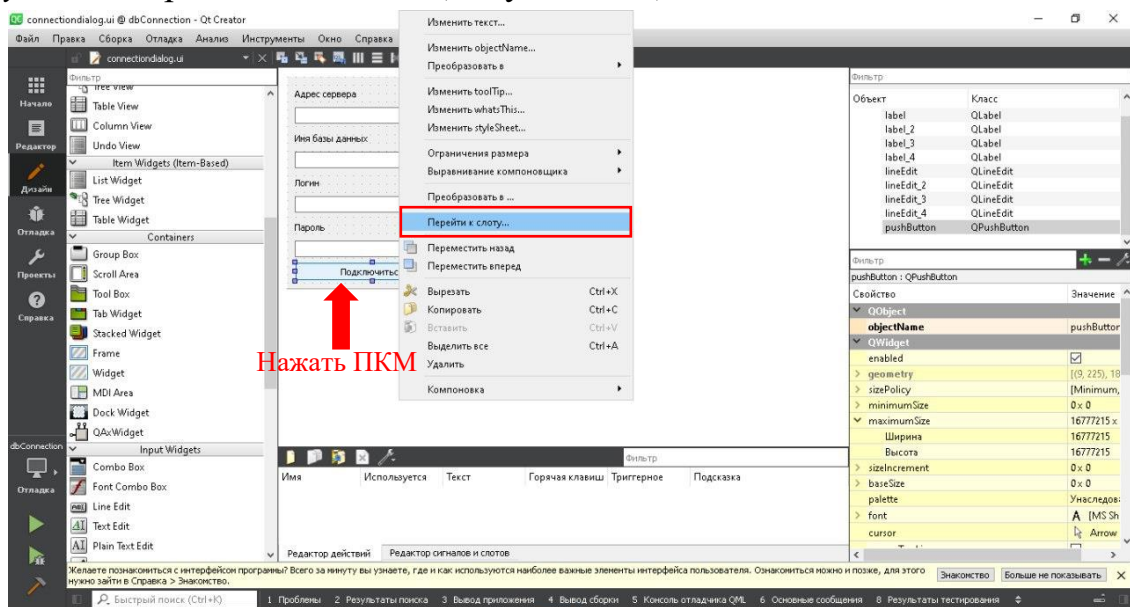 connectiondialog.ui @ dbConnection - Qt Creator
Файл Правка Сборка Отладка Анализ Инструменты Окно Справка
connectiondialog.ui
Начало
Редактор
Дизайн
Отладка
Проекты
Справка
dbConnection
Отладка
Фильтр
Tree View
Table View
Column View
Undo View
Item Widgets (Item-Based)
List Widget
Tree Widget
Table Widget
Containers
Group Box
Scroll Area
Tool Box
Tab Widget
Stacked Widget
Frame
Widget
MDI Area
Dock Widget
QAxWidget
Input Widgets
Combo Box
Font Combo Box
Line Edit
Text Edit
Plain Text Edit
Адрес сервера
Имя базы данных
Логин
Пароль
Подключитьс
Нажать ПКМ
Изменить текст...
Изменить objectName...
Преобразовать в
Изменить toolTip...
Изменить whatsThis...
Изменить styleSheet...
Ограничения размера
Выравнивание компоновщика
Преобразовать в ...
Перейти к слоту...
Переместить назад
Переместить вперед
Вырезать Ctrl+X
Копировать Ctrl+C
Вставить Ctrl+V
Выделить все Ctrl+A
Удалить
Компоновка
Фильтр
Имя Используется Текст Горячая клавиш Триггерное Подсказка
Редактор действий Редактор сигналов и слотов
Фильтр
Объект Класс
label QLabel
label_2 QLabel
label_3 QLabel
label_4 QLabel
lineEdit QLineEdit
lineEdit_2 QLineEdit
lineEdit_3 QLineEdit
lineEdit_4 QLineEdit
pushButton QPushButton
Фильтр
pushButton : QPushButton
Свойство Значение
QObject
objectName pushButton
QWidget
enabled
geometry [(9, 225), 18
sizePolicy [Minimum,
minimumSize 0 x 0
maximumSize 16777215 x
Ширина 16777215
Высота 16777215
sizeIncrement 0 x 0
baseSize 0 x 0
palette Унаследова
font A [MS Sh
cursor Arrow
Желаете познакомиться с интерфейсом программы? Всего за минуту вы узнаете, где и как используются наиболее важные элементы интерфейса пользователя. Ознакомиться можно и позже, для этого
нужно зайти в Справка > Знакомство.
Знакомство Больше не показывать
Быстрый поиск (Ctrl+K) 1 Проблемы 2 Результаты поиска 3 Вывод приложения 4 Вывод сборки 5 Консоль отладчика QML 6 Основные сообщения 8 Результаты тестирования